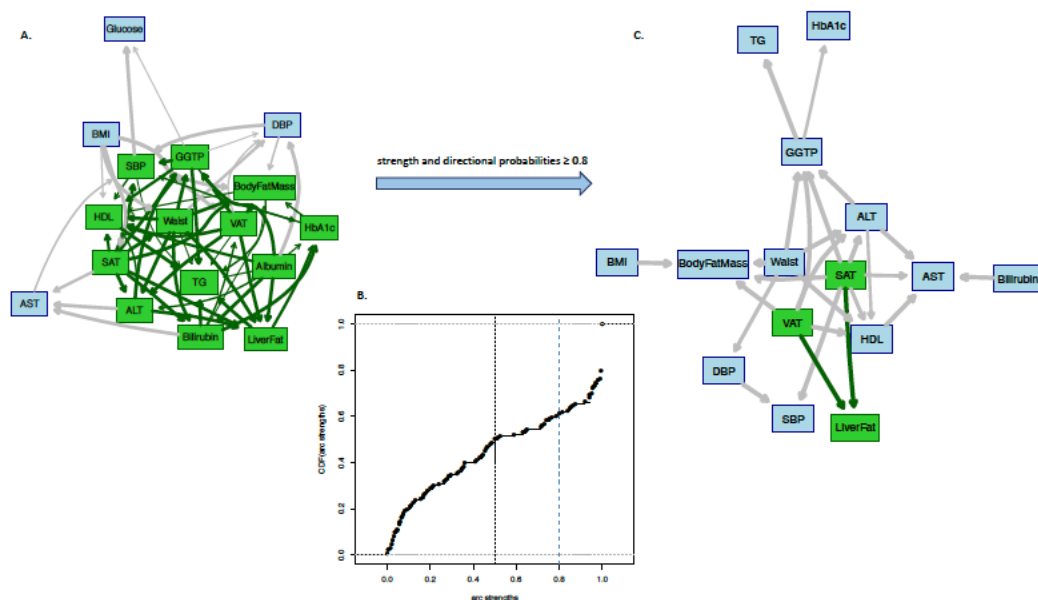 A.
Glucose
BMI
DBP
SBP
GGTP
BodyFatMass
HDL
Waist
VAT
HbA1c
SAT
Albumin
TG
AST
ALT
Bilirubin
LiverFat
strength and directional probabilities ≥ 0.8
B.
CDF(arc strengths)
1.0
0.8
0.6
0.4
0.2
0.0
0.0 0.2 0.4 0.6 0.8 1.0
arc strengths
C.
HbA1c
TG
GGTP
ALT
BMI
BodyFatMass
Waist
SAT
AST
Bilirubin
VAT
HDL
DBP
SBP
LiverFat